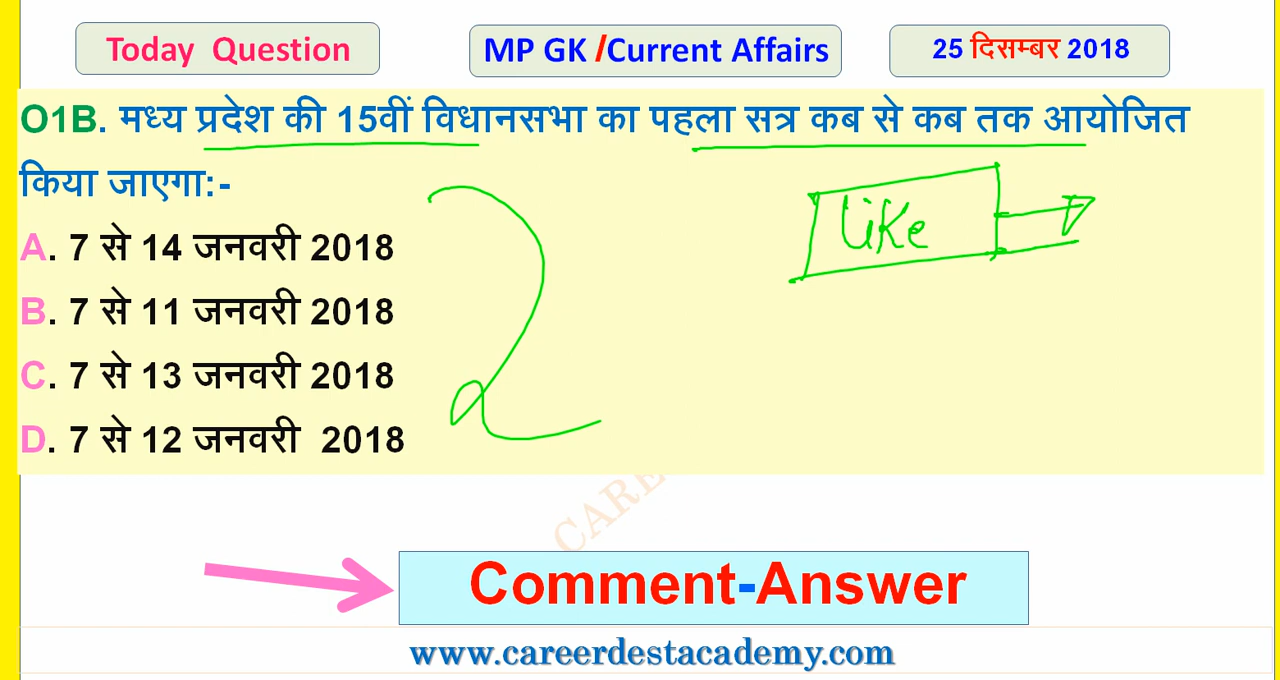 Today Question
MP GK /Current Affairs
25 दिसम्बर 2018
O1B. मध्य प्रदेश की 15वीं विधानसभा का पहला सत्र कब से कब तक आयोजित
किया जाएगा:-
like
A. 7 से 14 जनवरी 2018
B. 7 से 11 जनवरी 2018
C. 7 से 13 जनवरी 2018
D. 7 से 12 जनवरी 2018
2
CARE
Comment-Answer
www.careerdestacademy.com